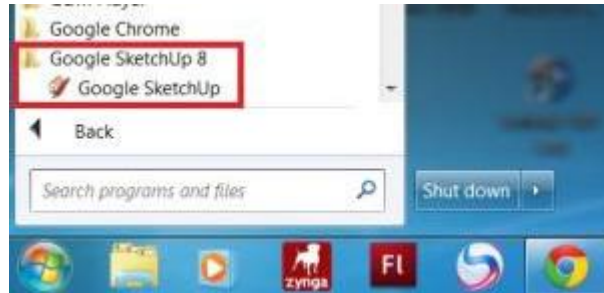 Google Chrome
Google SketchUp 8
Google SketchUp
Back
Search programs and files
Shut down
zynga
FL